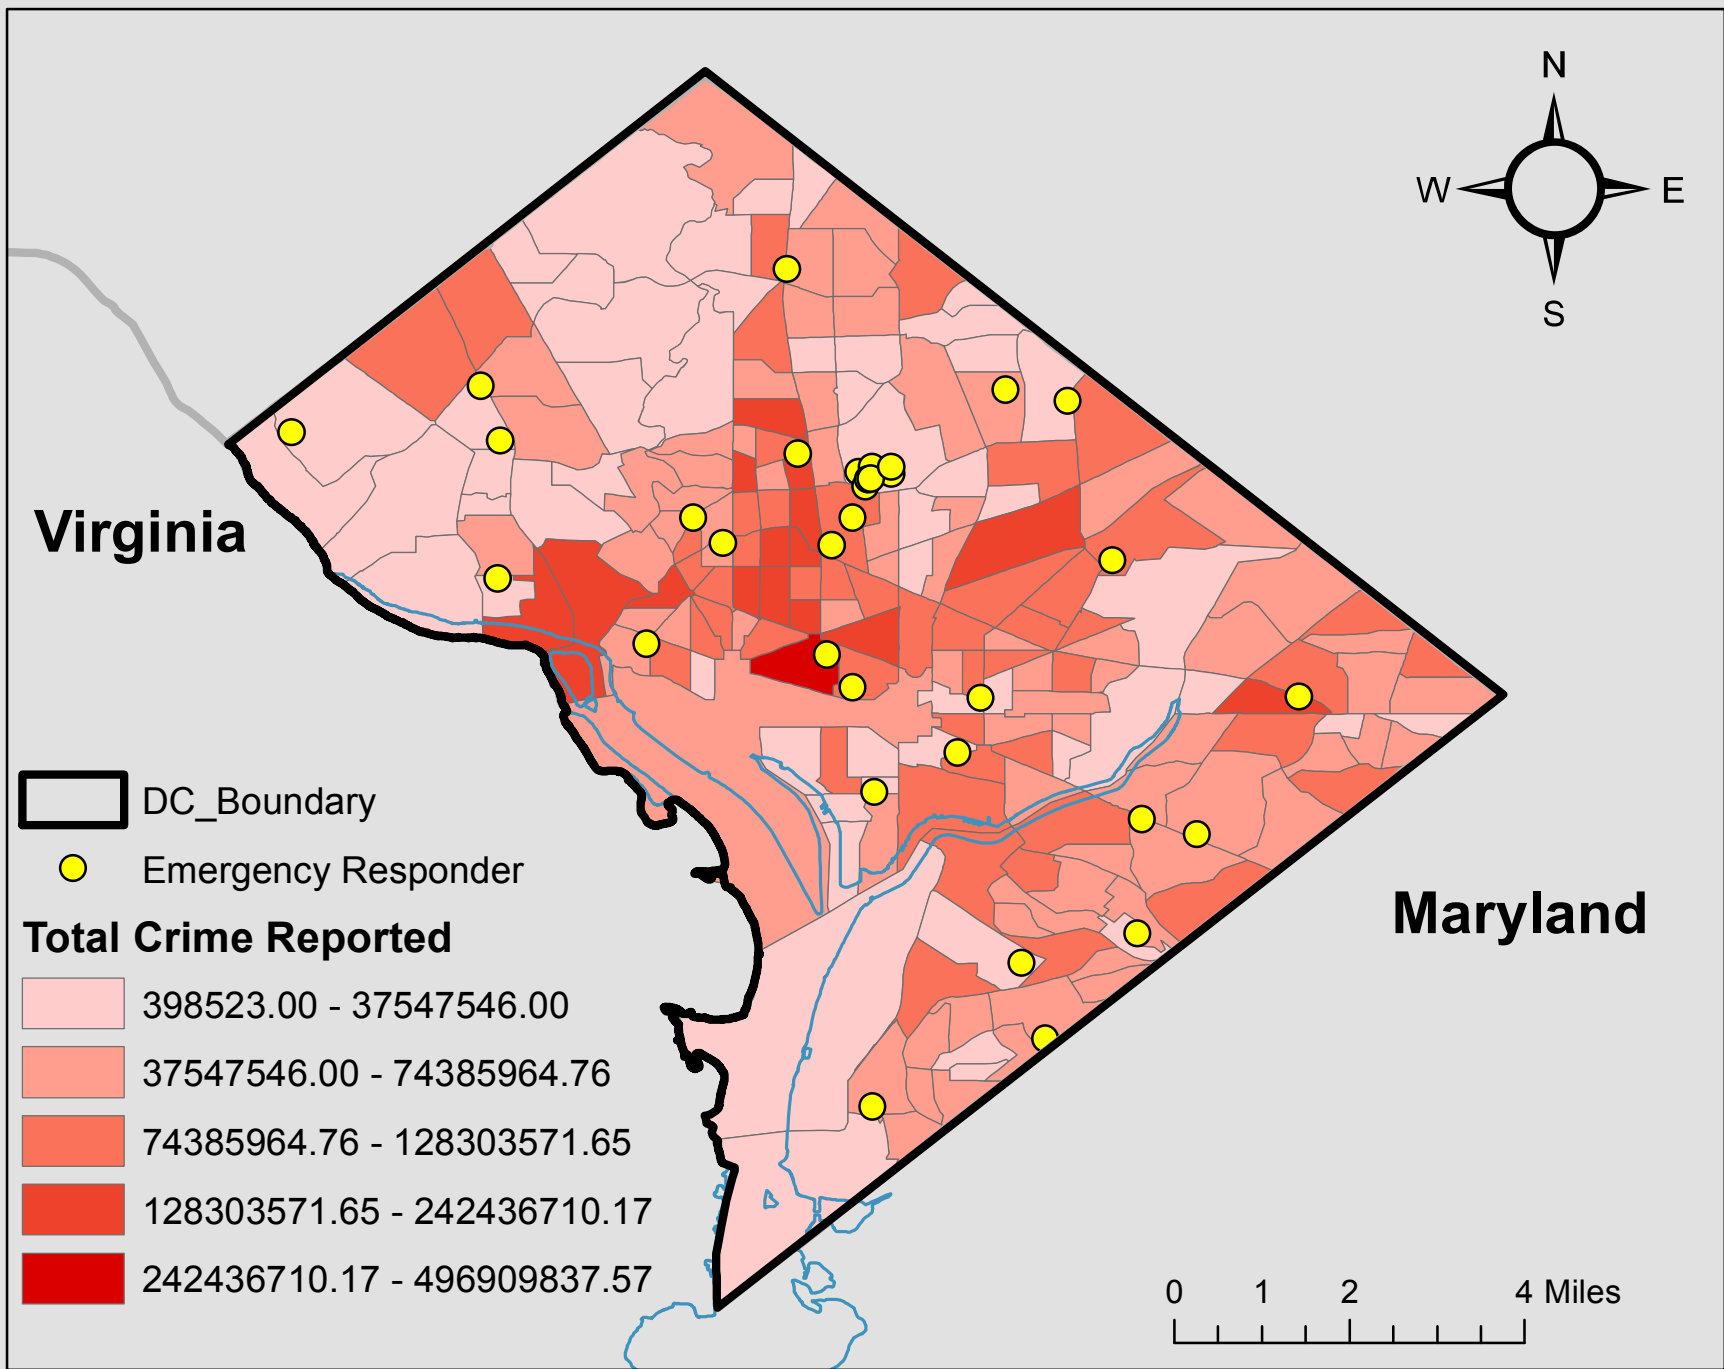 N
W
E
S
Virginia
Maryland
DC_Boundary
Emergency Responder
Total Crime Reported
398523.00 - 37547546.00
37547546.00 - 74385964.76
74385964.76 - 128303571.65
128303571.65 - 242436710.17
242436710.17 - 496909837.57
0 1 2 4 Miles